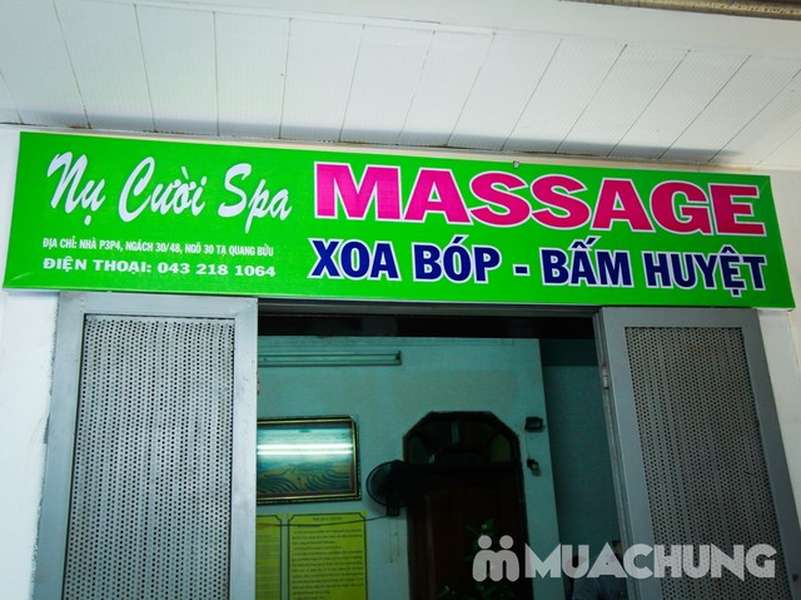 Nụ Cười Spa
ĐỊA CHỈ: NHÀ P3P4, NGÁCH 30/48, NGÕ 30 TẠ QUANG BỬU
ĐIỆN THOẠI: 043 218 1064
MASSAGE
XOA BÓP - BẤM HUYỆT
MUACHUNG